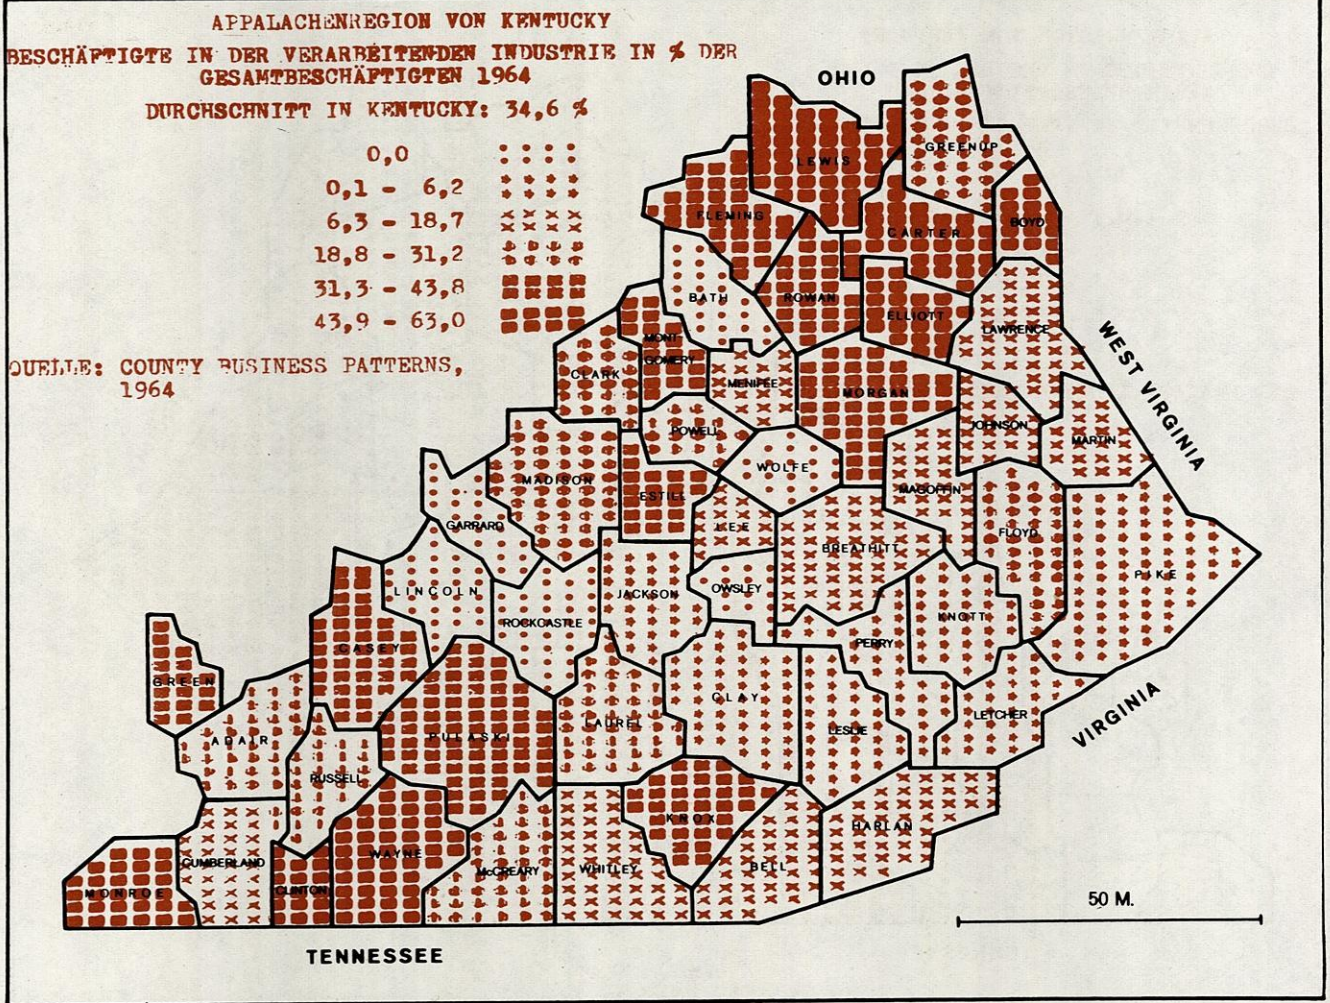 APPALACHENREGION VON KENTUCKY
BESCHÄFTIGTE IN DER VERARBEITENDEN INDUSTRIE IN % DER
GESAMTBESCHÄFTIGTEN 1964
DURCHSCHNITT IN KENTUCKY: 34,6 %
0,0
0,1 - 6,2
6,3 - 18,7
18,8 - 31,2
31,3 - 43,8
43,9 - 63,0
QUELLE: COUNTY BUSINESS PATTERNS,
1964
OHIO
GREENUP
LEWIS
FLEMING
CARTER
BOYD
BATH
ROWAN
ELLIOTT
LAWRENCE
WEST VIRGINIA
MONT
GOMERY
CLARK
MENIFEE
MORGAN
POWELL
JOHNSON
MARTIN
WOLFE
MADISON
ESTILL
MAGOFFIN
GARRARD
LEE
BREATHITT
FLOYD
PIKE
LINCOLN
JACKSON
OWSLEY
ROCKCASTLE
KNOTT
PERRY
CASEY
GREEN
CLAY
LETCHER
VIRGINIA
LAUREL
LESLIE
PULASKI
ADAIR
RUSSELL
KROX
HARLAN
WAYNE
CUMBERLAND
McCREARY
WHITLEY
BELL
CLINTON
MONROE
50 M.
TENNESSEE